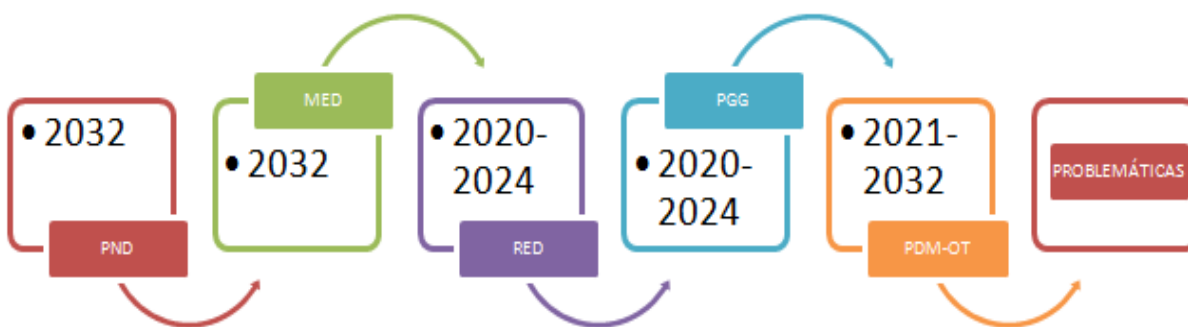 • 2032
PND
MED
• 2032
• 2020-
2024
RED
PGG
• 2020-
2024
• 2021-
2032
PDM-OT
PROBLEMÁTICAS